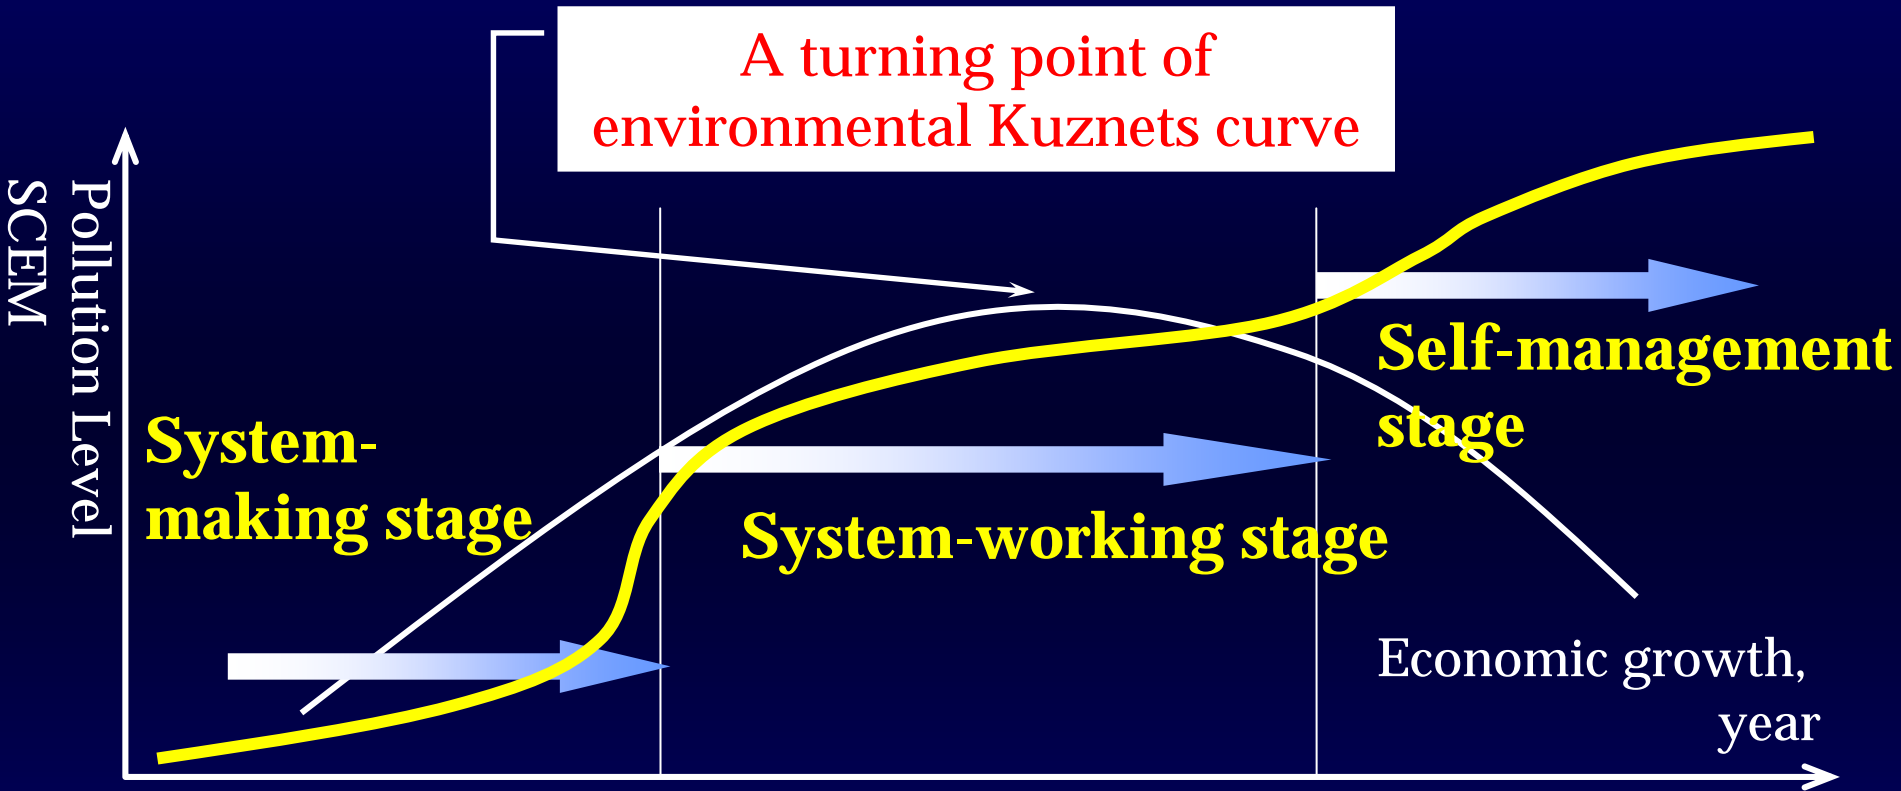 A turning point of
environmental Kuznets curve
Pollution Level
SCEM
System-
making stage
System-working stage
Self-management
stage
Economic growth,
year